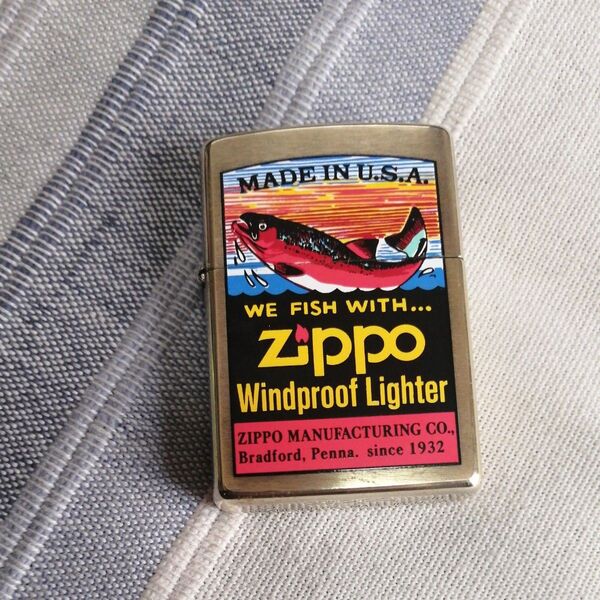 MADE IN U.S.A.
WE FISH WITH...
Zippo
Windproof Lighter
ZIPPO MANUFACTURING CO.,
Bradford, Penna. since 1932